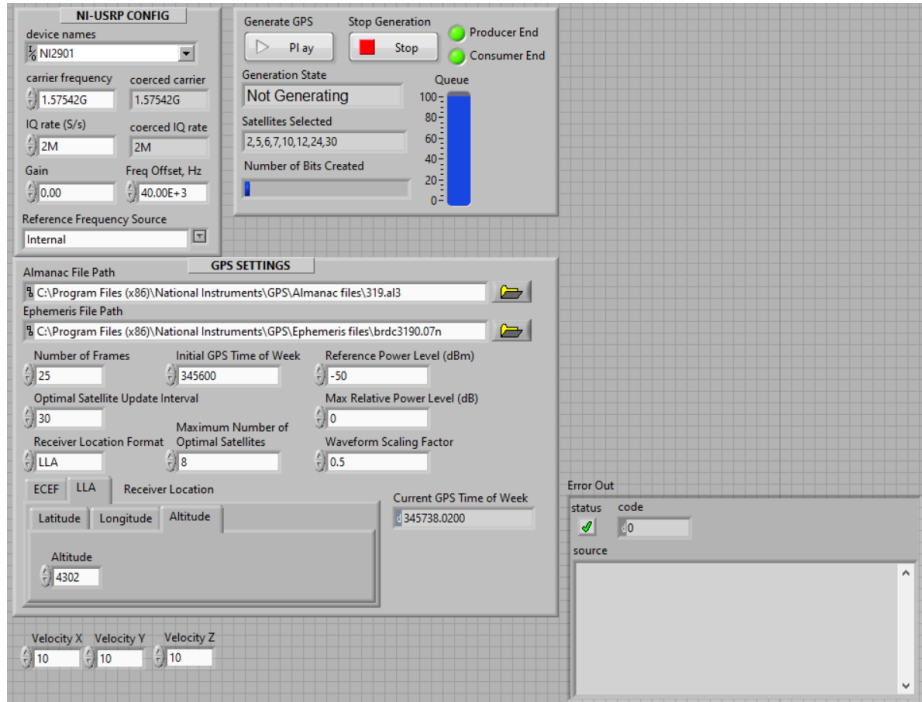 NI-USRP CONFIG
device names
NI2901
carrier frequency coerced carrier
1.57542G 1.57542G
IQ rate (S/s) coerced IQ rate
2M 2M
Gain Freq Offset, Hz
0.00 40.00E+3
Reference Frequency Source
Internal
Generate GPS Stop Generation
Play Stop
Producer End
Consumer End
Generation State
Not Generating
Satellites Selected
2,5,6,7,10,12,24,30
Number of Bits Created
Queue
100
80
60
40
20
0
GPS SETTINGS
Almanac File Path
C:\Program Files (x86)\National Instruments\GPS\Almanac files\319.al3
Ephemeris File Path
C:\Program Files (x86)\National Instruments\GPS\Ephemeris files\brdc3190.07n
Number of Frames Initial GPS Time of Week Reference Power Level (dBm)
25 345600 -50
Optimal Satellite Update Interval Max Relative Power Level (dB)
30 0
Receiver Location Format Maximum Number of Optimal Satellites Waveform Scaling Factor
LLA 8 0.5
ECEF LLA Receiver Location
Latitude Longitude Altitude
Altitude
4302
Current GPS Time of Week
d 345738.0200
Velocity X Velocity Y Velocity Z
10 10 10
Error Out
status code
d 0
source